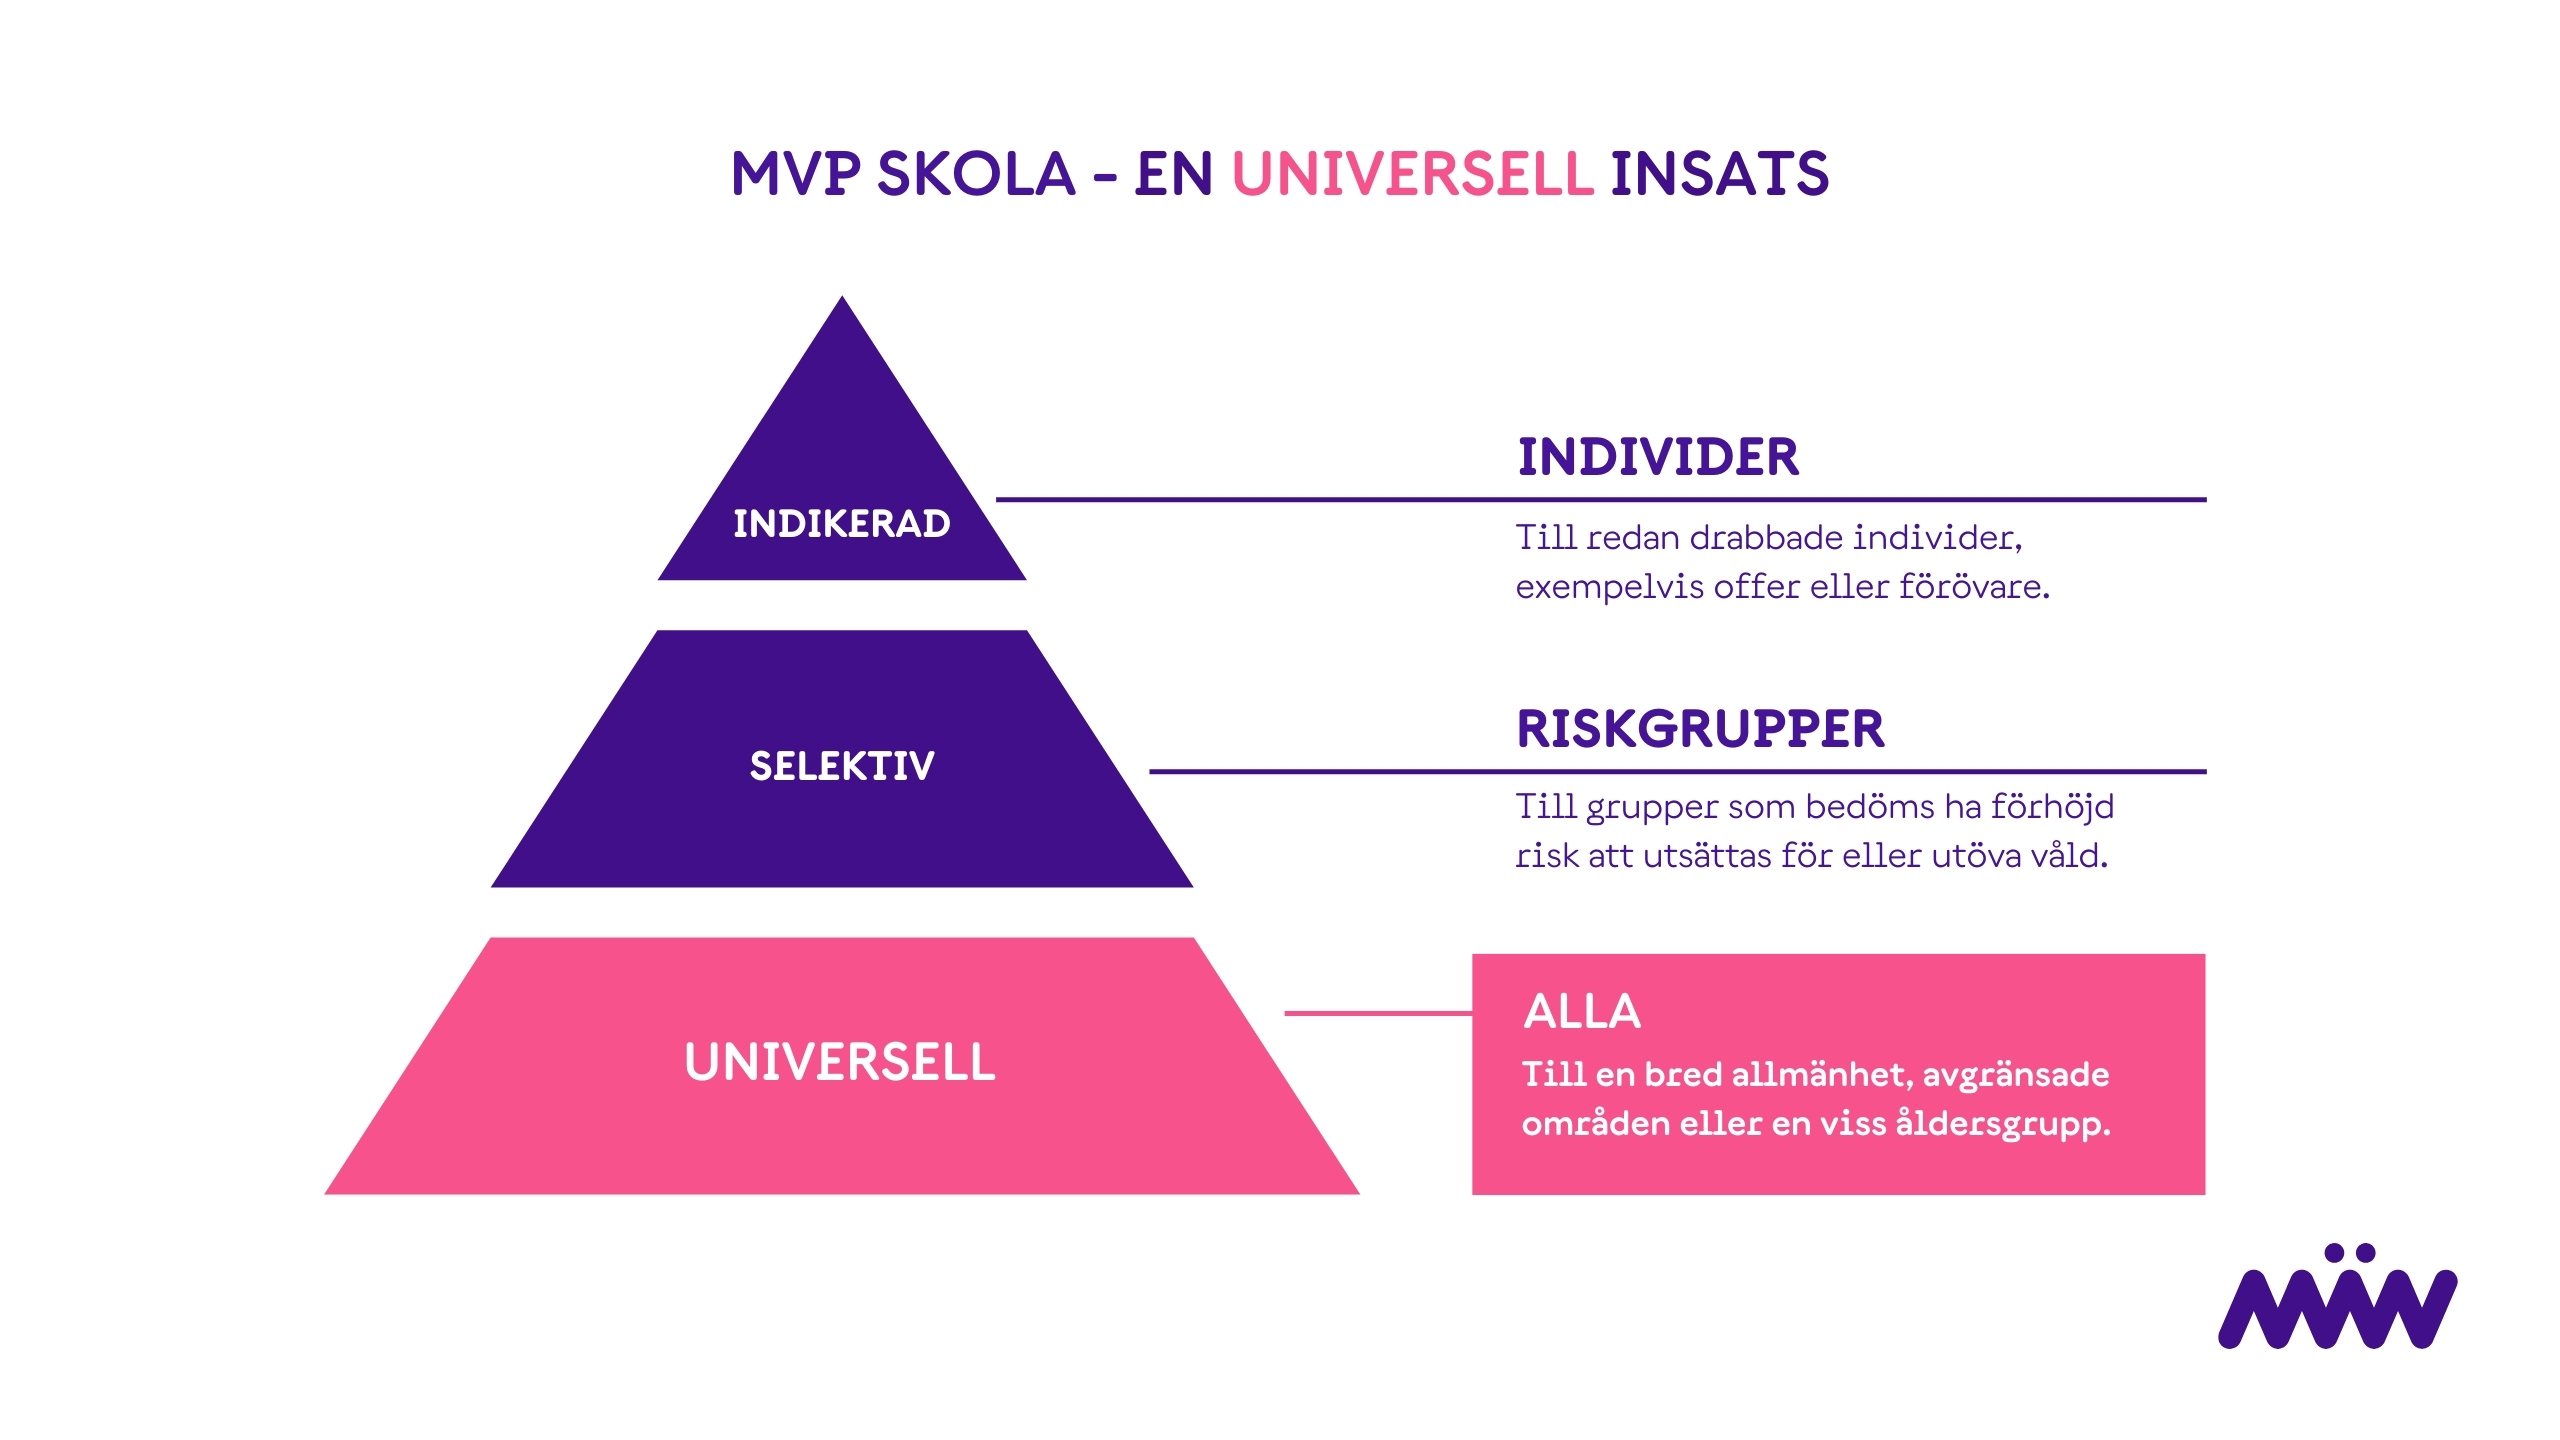 MVP SKOLA - EN UNIVERSELL INSATS
INDIKERAD
INDIVIDER
Till redan drabbade individer,
exempelvis offer eller förövare.
SELEKTIV
RISKGRUPPER
Till grupper som bedöms ha förhöjd
risk att utsättas för eller utöva våld.
UNIVERSELL
ALLA
Till en bred allmänhet, avgränsade
områden eller en viss åldersgrupp.
MÄN